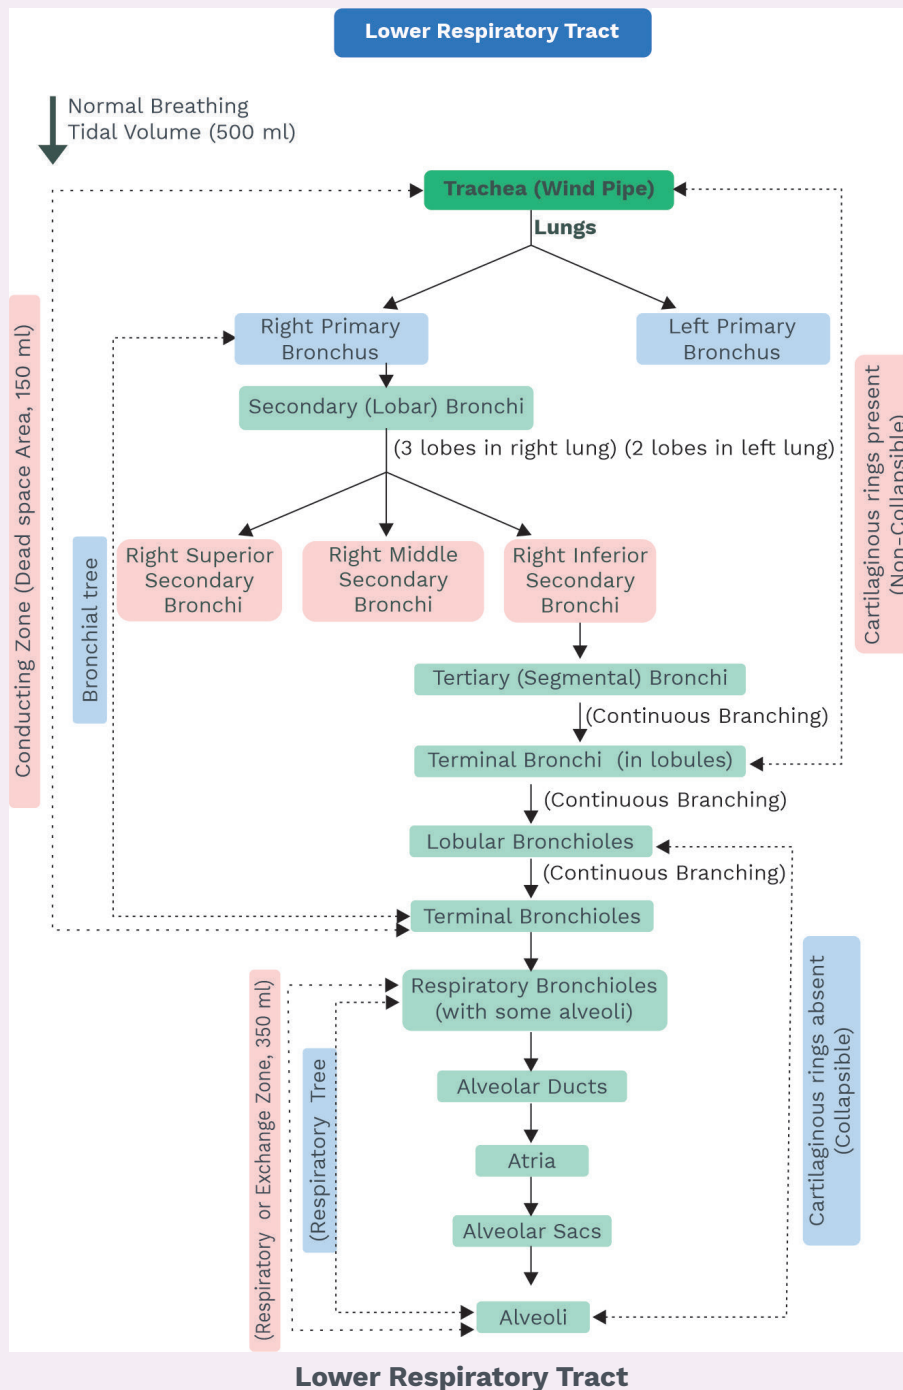 Lower Respiratory Tract
Normal Breathing
Tidal Volume (500 ml)
Trachea (Wind Pipe)
Lungs
Right Primary
Bronchus
Left Primary
Bronchus
Secondary (Lobar) Bronchi
(3 lobes in right lung) (2 lobes in left lung)
Right Superior
Secondary
Bronchi
Right Middle
Secondary
Bronchi
Right Inferior
Secondary
Bronchi
Tertiary (Segmental) Bronchi
(Continuous Branching)
Terminal Bronchi (in lobules)
(Continuous Branching)
Lobular Bronchioles
(Continuous Branching)
Terminal Bronchioles
Respiratory Bronchioles
(with some alveoli)
Alveolar Ducts
Atria
Alveolar Sacs
Alveoli
Conducting Zone (Dead space Area, 150 ml)
Bronchial tree
Cartilaginous rings present
(Non-Collapsible)
(Respiratory or Exchange Zone, 350 ml)
(Respiratory Tree
Cartilaginous rings absent
(Collapsible)
Lower Respiratory Tract